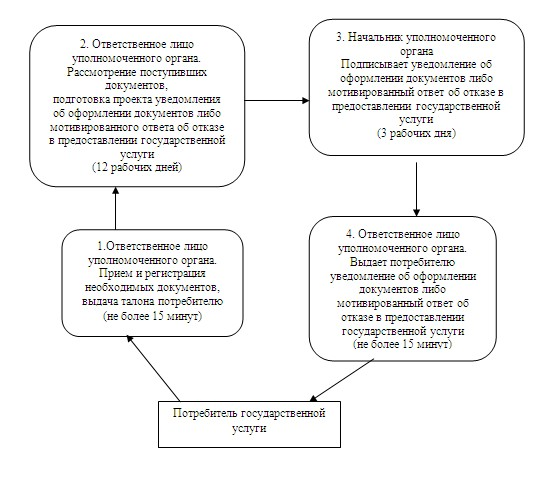 2. Ответственное лицо
уполномоченного органа.
Рассмотрение поступивших
документов,
подготовка проекта уведомления
об оформлении документов либо
мотивированного ответа об отказе
в предоставлении государственной
услуги
(12 рабочих дней)
3. Начальник уполномоченного
органа
Подписывает уведомление об
оформлении документов либо
мотивированный ответ об отказе в
предоставлении государственной
услуги
(3 рабочих дня)
1.Ответственное лицо
уполномоченного органа.
Прием и регистрация
необходимых документов,
выдача талона потребителю
(не более 15 минут)
4. Ответственное лицо
уполномоченного органа.
Выдает потребителю
уведомление об оформлении
документов либо
мотивированный ответ об
отказе в предоставлении
государственной услуги
(не более 15 минут)
Потребитель государственной
услуги